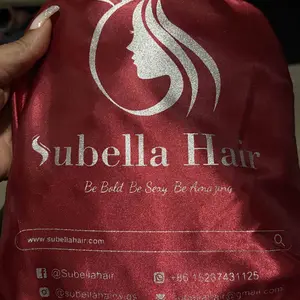 Subella Hair
Be Bold Be Sexy Be Amazing
www.subellahair.com
@Subellahair
+86 15237431125